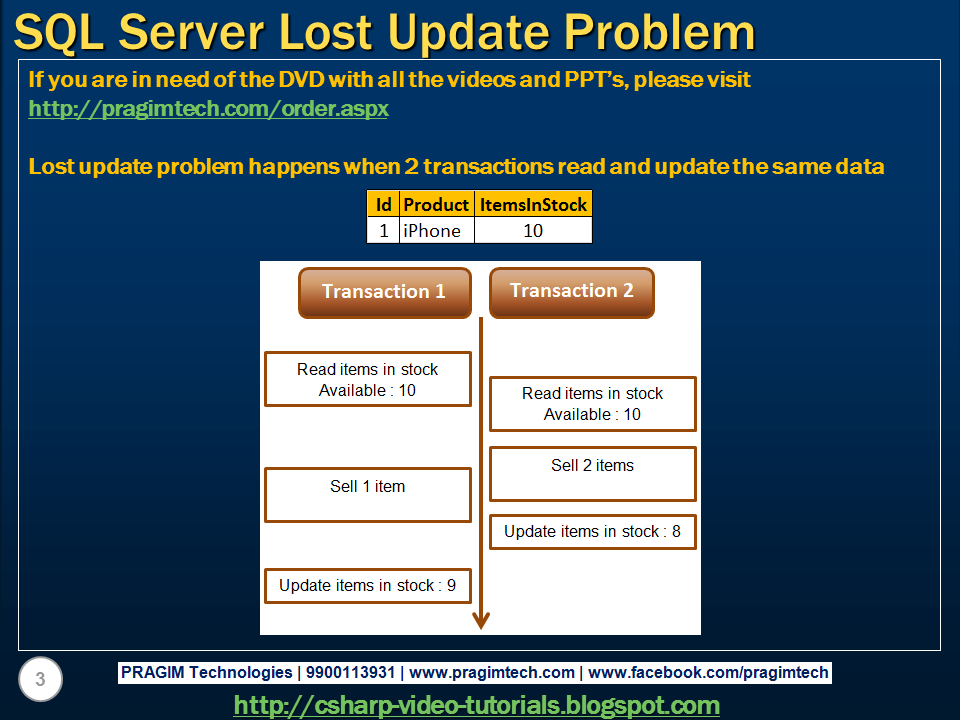 SQL Server Lost Update Problem
If you are in need of the DVD with all the videos and PPT’s, please visit
http://pragimtech.com/order.aspx
Lost update problem happens when 2 transactions read and update the same data
Id Product ItemsInStock
1 iPhone 10
Transaction 1 Transaction 2
Read items in stock
Available : 10
Read items in stock
Available : 10
Sell 2 items
Sell 1 item
Update items in stock : 8
Update items in stock : 9
3
PRAGIM Technologies | 9900113931 | www.pragimtech.com | www.facebook.com/pragimtech
http://csharp-video-tutorials.blogspot.com